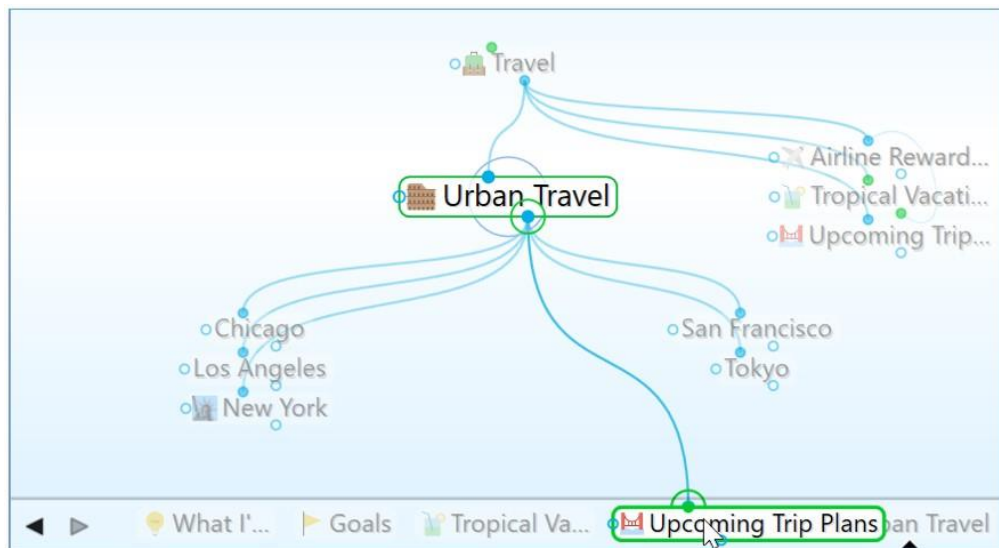 Travel
Airline Reward...
Urban Travel
Tropical Vacati...
Upcoming Trip...
Chicago
San Francisco
Los Angeles
Tokyo
New York
What I'... Goals Tropical Va... Upcoming Trip Plans ban Travel